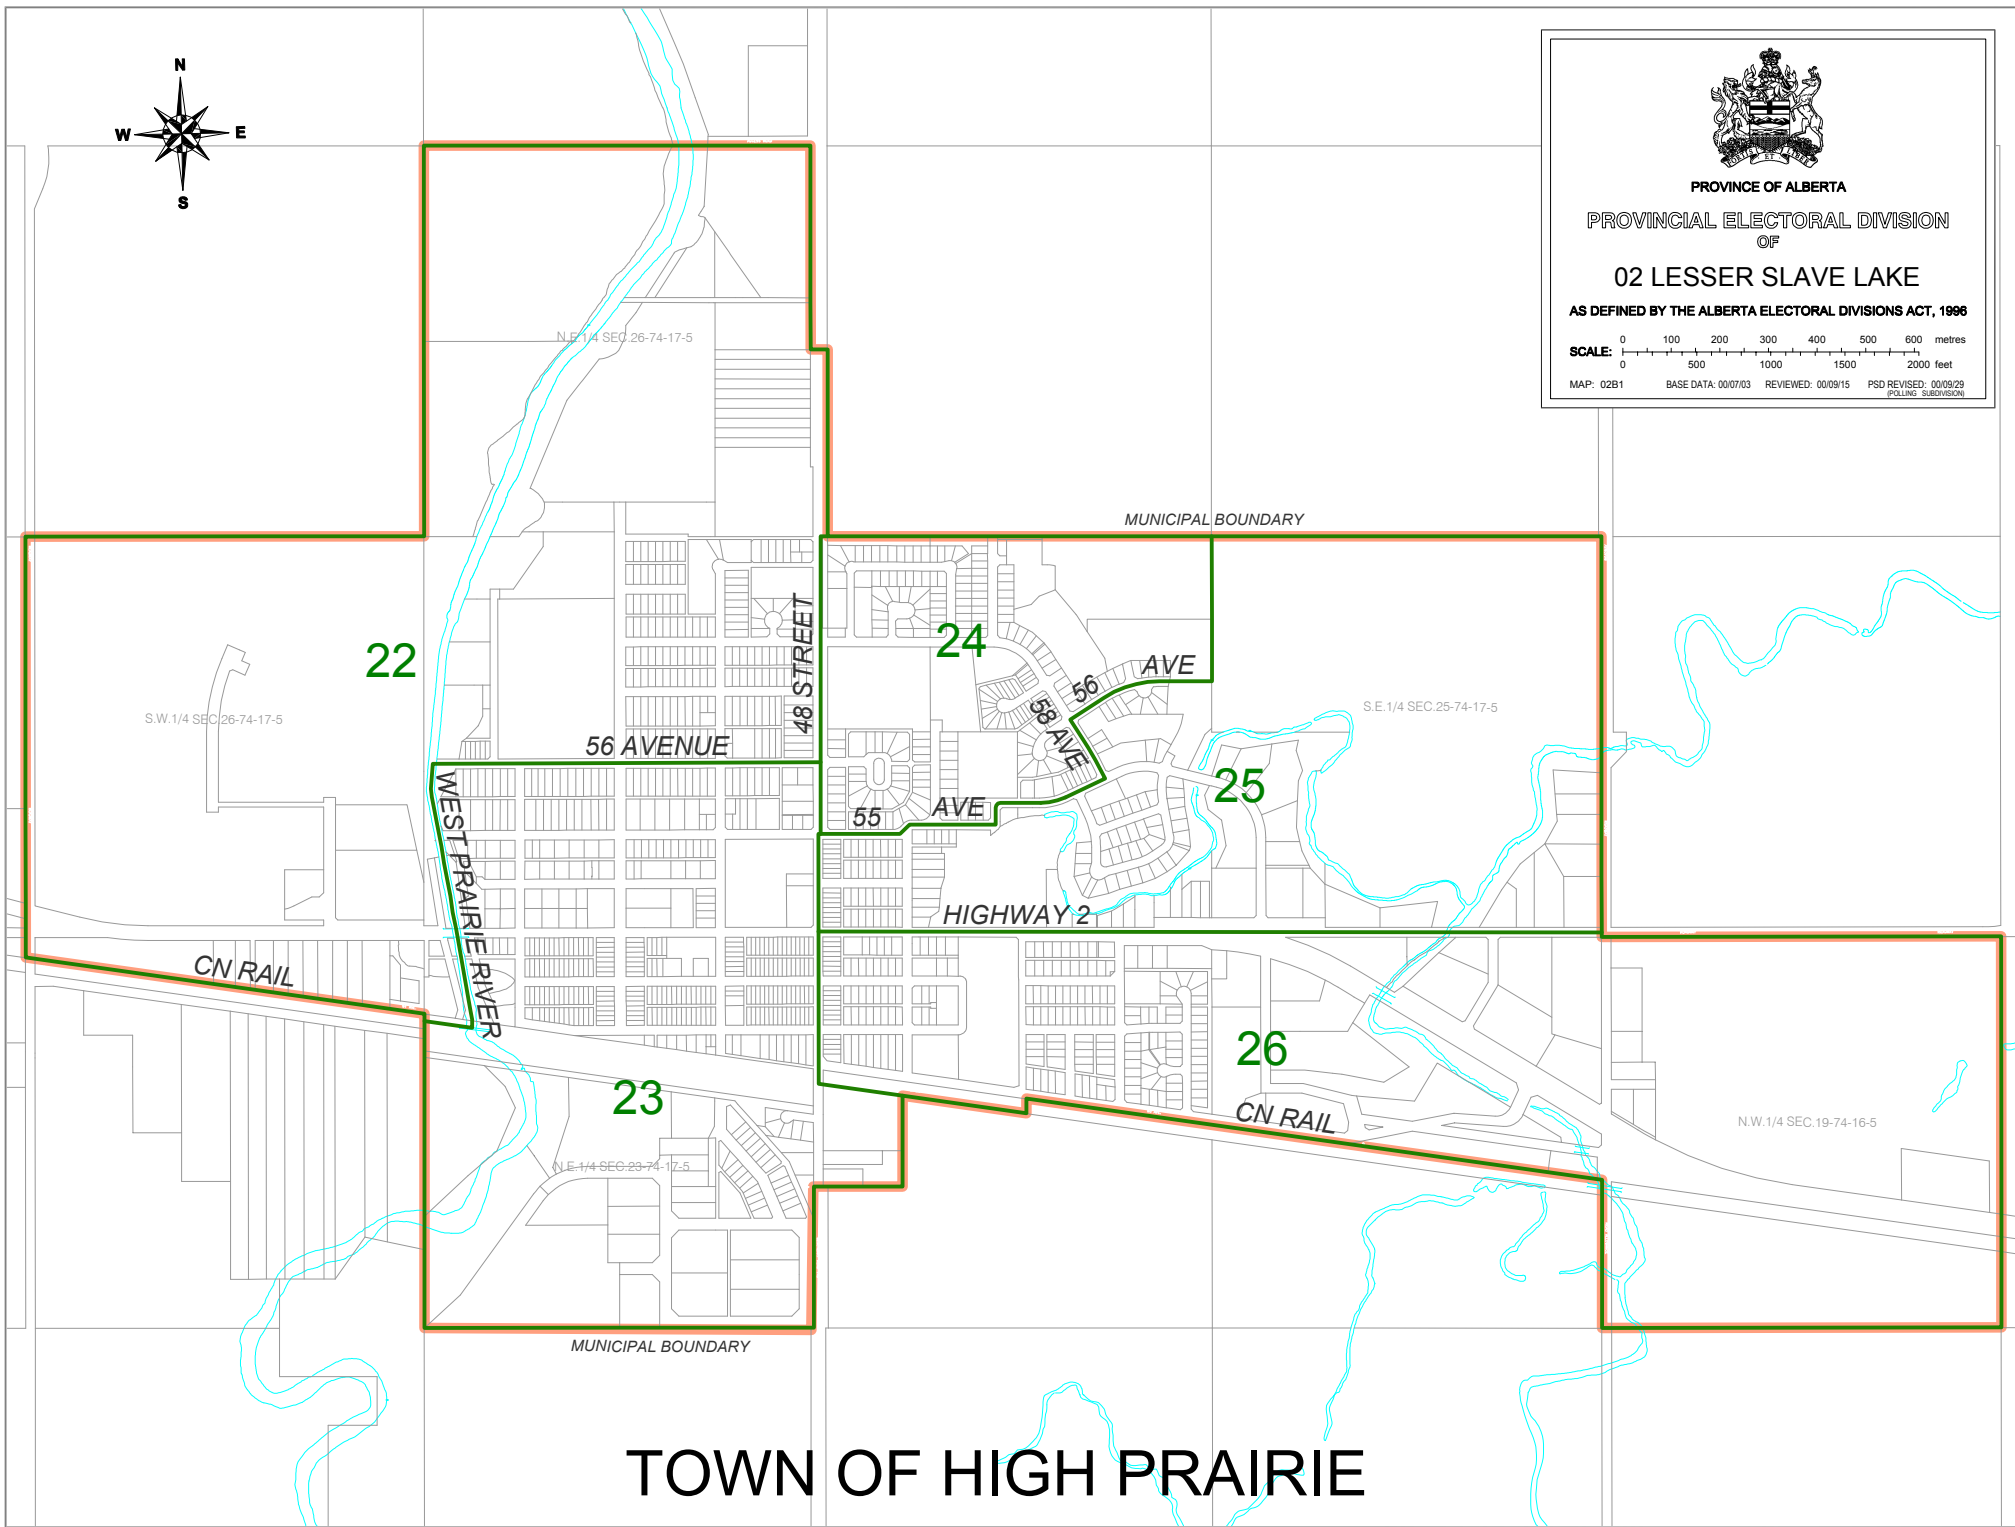 N
W
E
S
PROVINCE OF ALBERTA
PROVINCIAL ELECTORAL DIVISION
OF
02 LESSER SLAVE LAKE
AS DEFINED BY THE ALBERTA ELECTORAL DIVISIONS ACT, 1996
0 100 200 300 400 500 600 metres
SCALE:
0 500 1000 1500 2000 feet
MAP: 02B1 BASE DATA: 00/07/03 REVIEWED: 00/09/15 PSD REVISED: 00/09/29
(POLLING SUBDIVISION)
N.E.1/4 SEC.26-74-17-5
MUNICIPAL BOUNDARY
22
24
48 STREET
56 AVE
S.W.1/4 SEC.26-74-17-5
S.E.1/4 SEC.25-74-17-5
58 AVE
56 AVENUE
25
55 AVE
WEST PRAIRIE RIVER
HIGHWAY 2
CN RAIL
26
23
CN RAIL
N.W.1/4 SEC.19-74-16-5
N.E.1/4 SEC.23-74-17-5
MUNICIPAL BOUNDARY
TOWN OF HIGH PRAIRIE